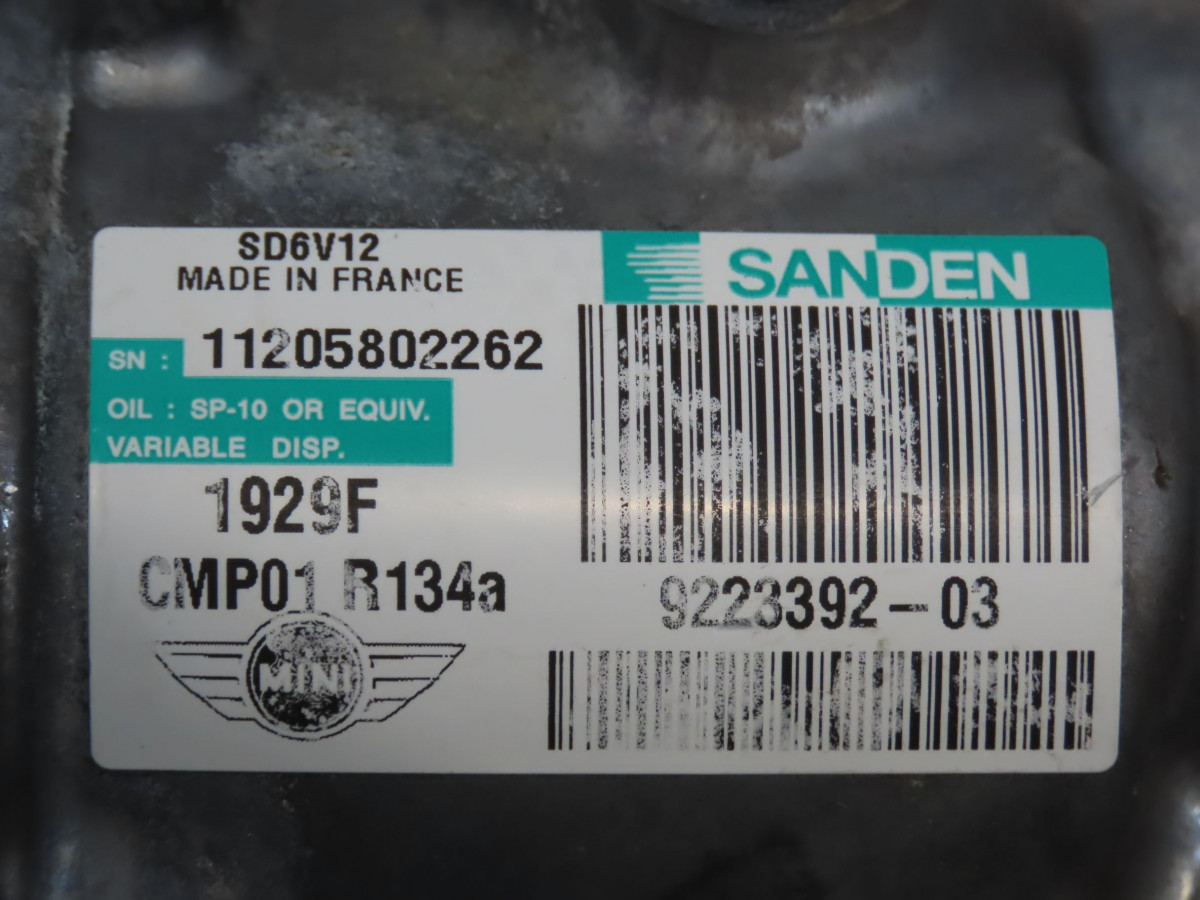 SD6V12
MADE IN FRANCE
SANDEN
SN : 11205802262
OIL : SP-10 OR EQUIV.
VARIABLE DISP.
1929F
CMP01 R134a
9223392-03
MINI